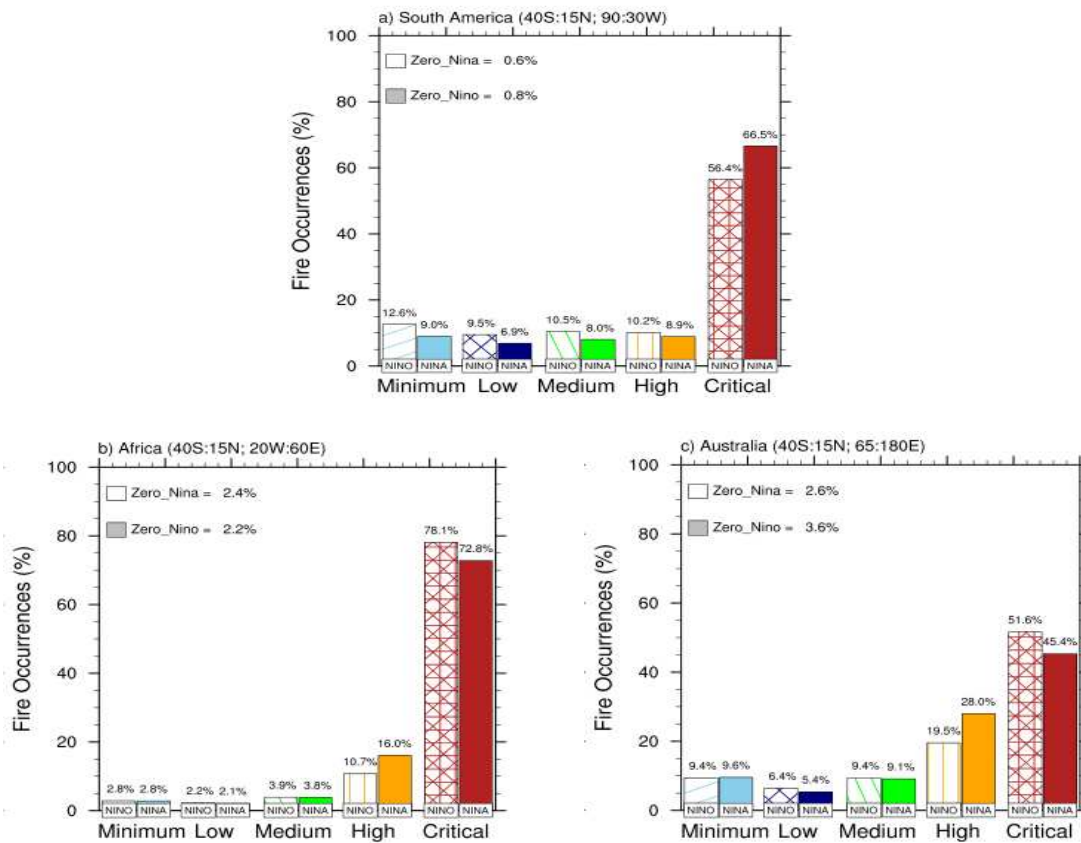 a) South America (40S:15N; 90:30W)
Fire Occurrences (%)
100
80
60
40
20
0
Zero_Nina = 0.6%
Zero_Nino = 0.8%
12.6% 9.0% 9.5% 6.9% 10.5% 8.0% 10.2% 8.9% 56.4% 66.5%
NINO NINA NINO NINA NINO NINA NINO NINA NINO NINA
Minimum Low Medium High Critical
b) Africa (40S:15N; 20W:60E)
Fire Occurrences (%)
100
80
60
40
20
0
Zero_Nina = 2.4%
Zero_Nino = 2.2%
2.8% 2.8% 2.2% 2.1% 3.9% 3.8% 10.7% 16.0% 78.1% 72.8%
NINO NINA NINO NINA NINO NINA NINO NINA NINO NINA
Minimum Low Medium High Critical
c) Australia (40S:15N; 65:180E)
Fire Occurrences (%)
100
80
60
40
20
0
Zero_Nina = 2.6%
Zero_Nino = 3.6%
9.4% 9.6% 6.4% 5.4% 9.4% 9.1% 19.5% 28.0% 51.6% 45.4%
NINO NINA NINO NINA NINO NINA NINO NINA NINO NINA
Minimum Low Medium High Critical